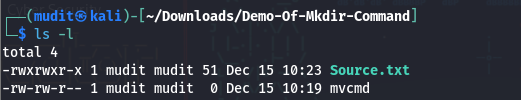 ┌──(mudit㉿kali)-[~/Downloads/Demo-Of-Mkdir-Command]
└─$ ls -l
total 4
-rwxrwxr-x 1 mudit mudit 51 Dec 15 10:23 Source.txt
-rw-rw-r-- 1 mudit mudit  0 Dec 15 10:19 mvcmd